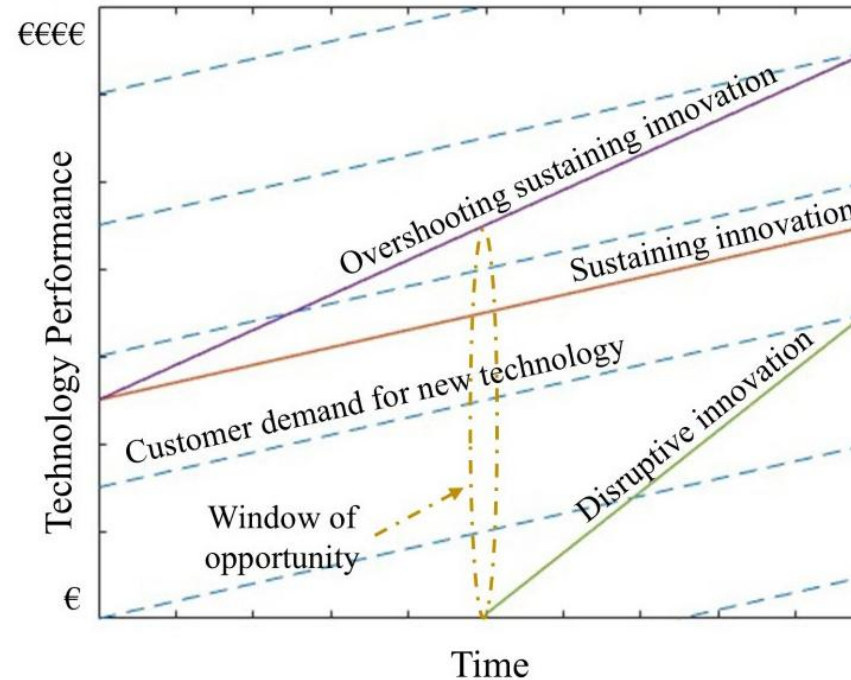 €€€€
Technology Performance
Overshooting sustaining innovation
Sustaining innovation
Customer demand for new technology
Disruptive innovation
Window of
opportunity
€
Time